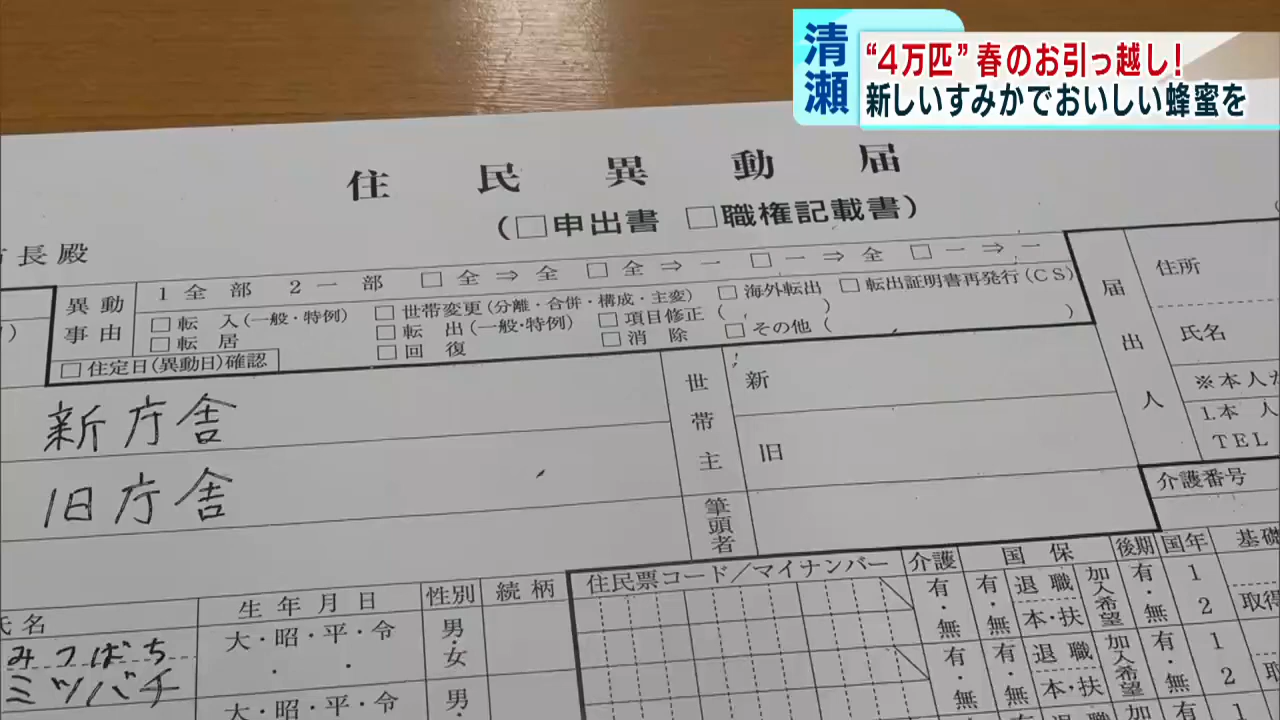 清瀬
“4万匹”春のお引っ越し！
新しいすみかでおいしい蜂蜜を
住民異動届
(□申出書 □職権記載書)
長殿
異動事由
1 全部 2 一部 □全⇒全 □全⇒一 □一⇒全 □一⇒一
□転入(一般・特例) □世帯変更(分離・合併・構成・主変) □海外転出 □転出証明書再発行(CS)
□転居 □転出(一般・特例) □項目修正( )
□回復 □消除 □その他( )
□住定日(異動日)確認
届出人
住所
氏名
※本人
1.本人
TEL
新庁舎
旧庁舎
世帯主
新
旧
筆頭者
介護番号
氏名
生年月日
性別
続柄
住民票コード/マイナンバー
介護
国保
後期
国年
基礎
みつばち
ミツバチ
大・昭・平・令
・ ・
男・女
有・無
有・無
退職
本・扶
加入希望
有・無
1
2
取得
大・昭・平・令
男・
有・無
有・無
退職
本・扶
加入希望
有・無
1
2
取
有
有
退職
加
有
1